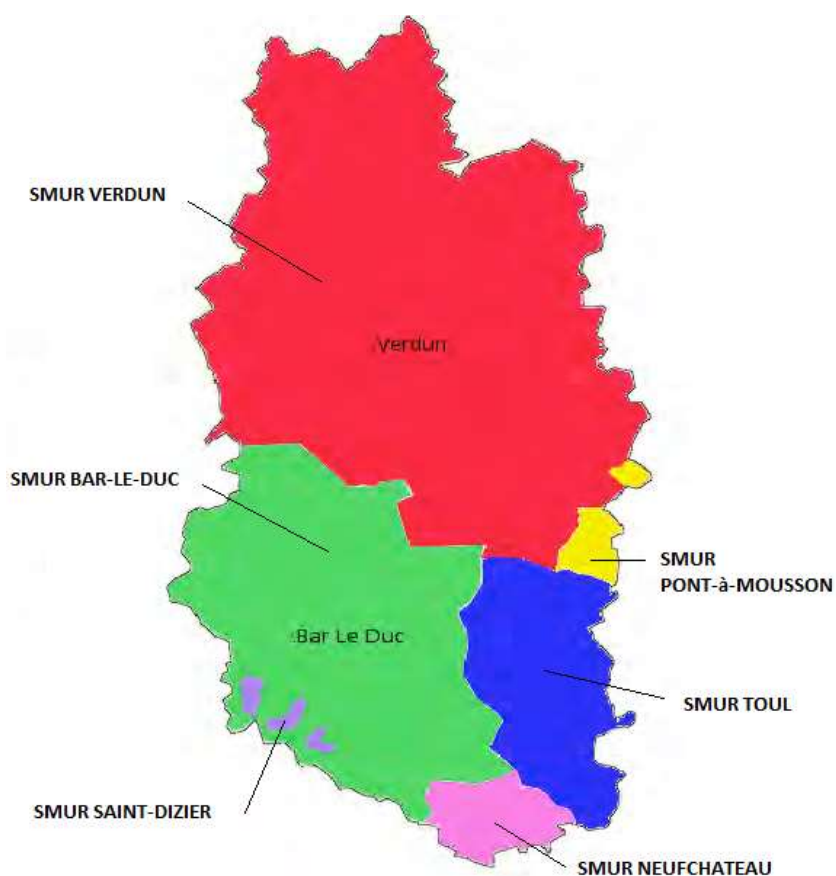 SMUR VERDUN
Verdun
SMUR BAR-LE-DUC
SMUR
PONT-à-MOUSSON
Bar Le Duc
SMUR TOUL
SMUR SAINT-DIZIER
SMUR NEUFCHATEAU